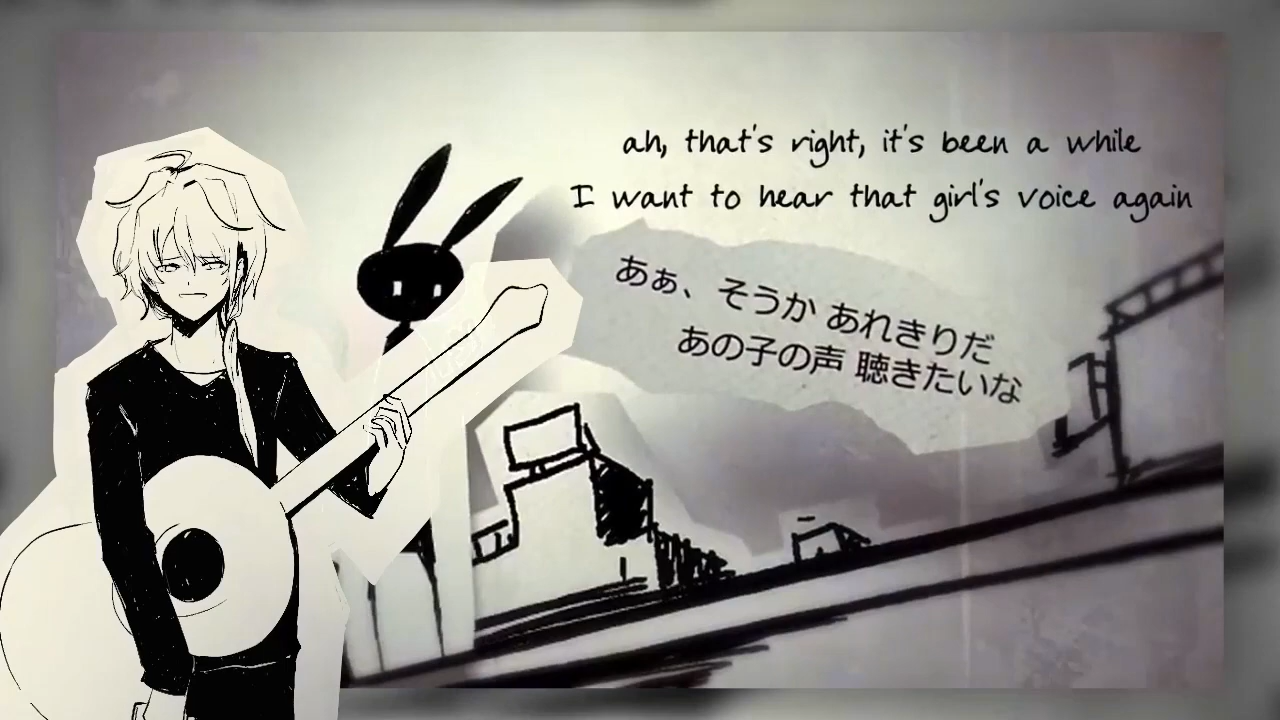 ah, that's right, it's been a while
I want to hear that girl's voice again
あぁ、そうか あれきりだ
あの子の声 聴きたいな